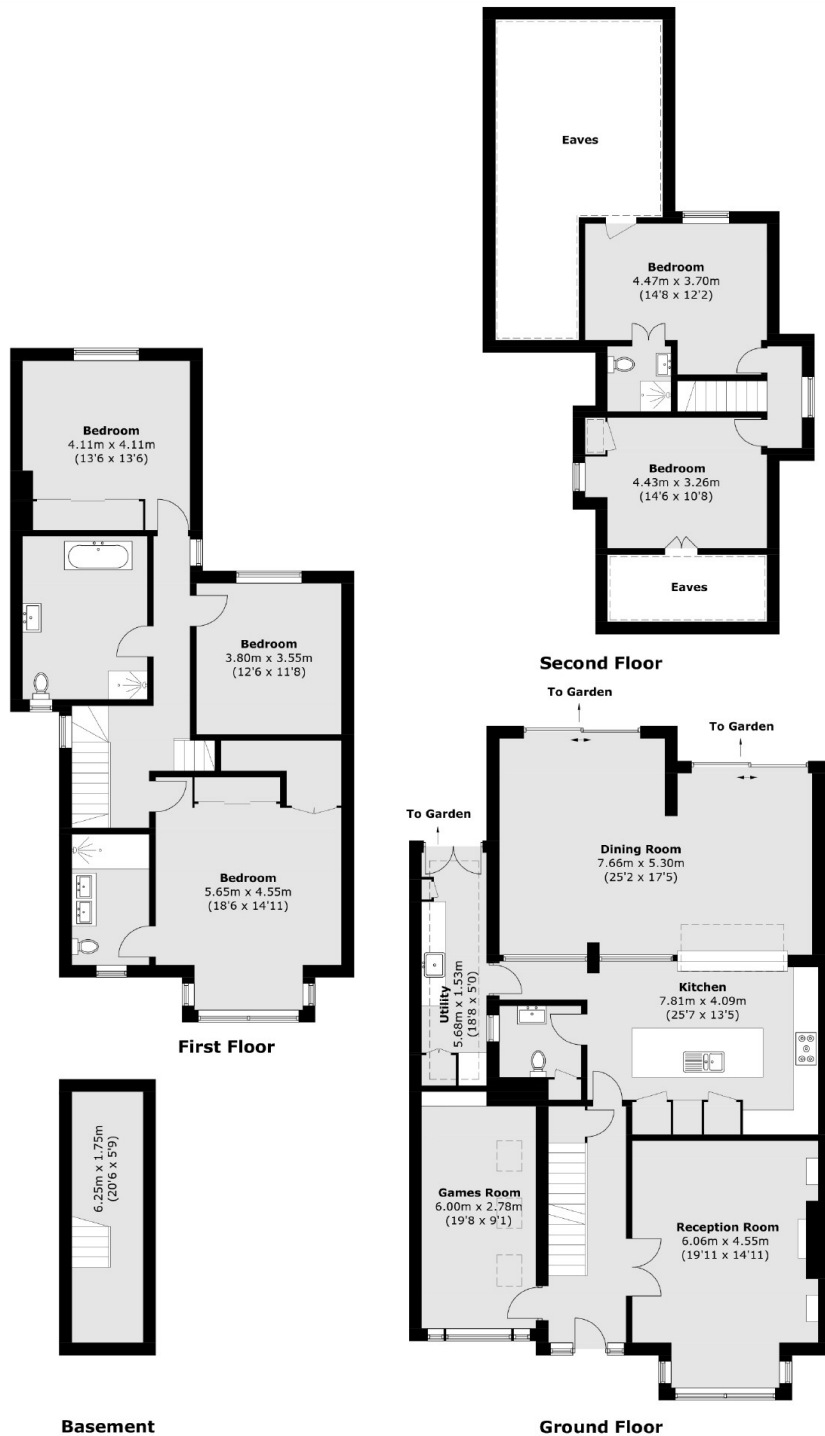 Eaves
Bedroom
4.47m x 3.70m
(14'8 x 12'2)
Bedroom
4.43m x 3.26m
(14'6 x 10'8)
Eaves
Second Floor
Bedroom
4.11m x 4.11m
(13'6 x 13'6)
Bedroom
3.80m x 3.55m
(12'6 x 11'8)
Bedroom
5.65m x 4.55m
(18'6 x 14'11)
First Floor
To Garden
To Garden
To Garden
Dining Room
7.66m x 5.30m
(25'2 x 17'5)
Utility
5.68m x 1.53m
(18'8 x 5'0)
Kitchen
7.81m x 4.09m
(25'7 x 13'5)
Games Room
6.00m x 2.78m
(19'8 x 9'1)
Reception Room
6.06m x 4.55m
(19'11 x 14'11)
Ground Floor
6.25m x 1.75m
(20'6 x 5'9)
Basement